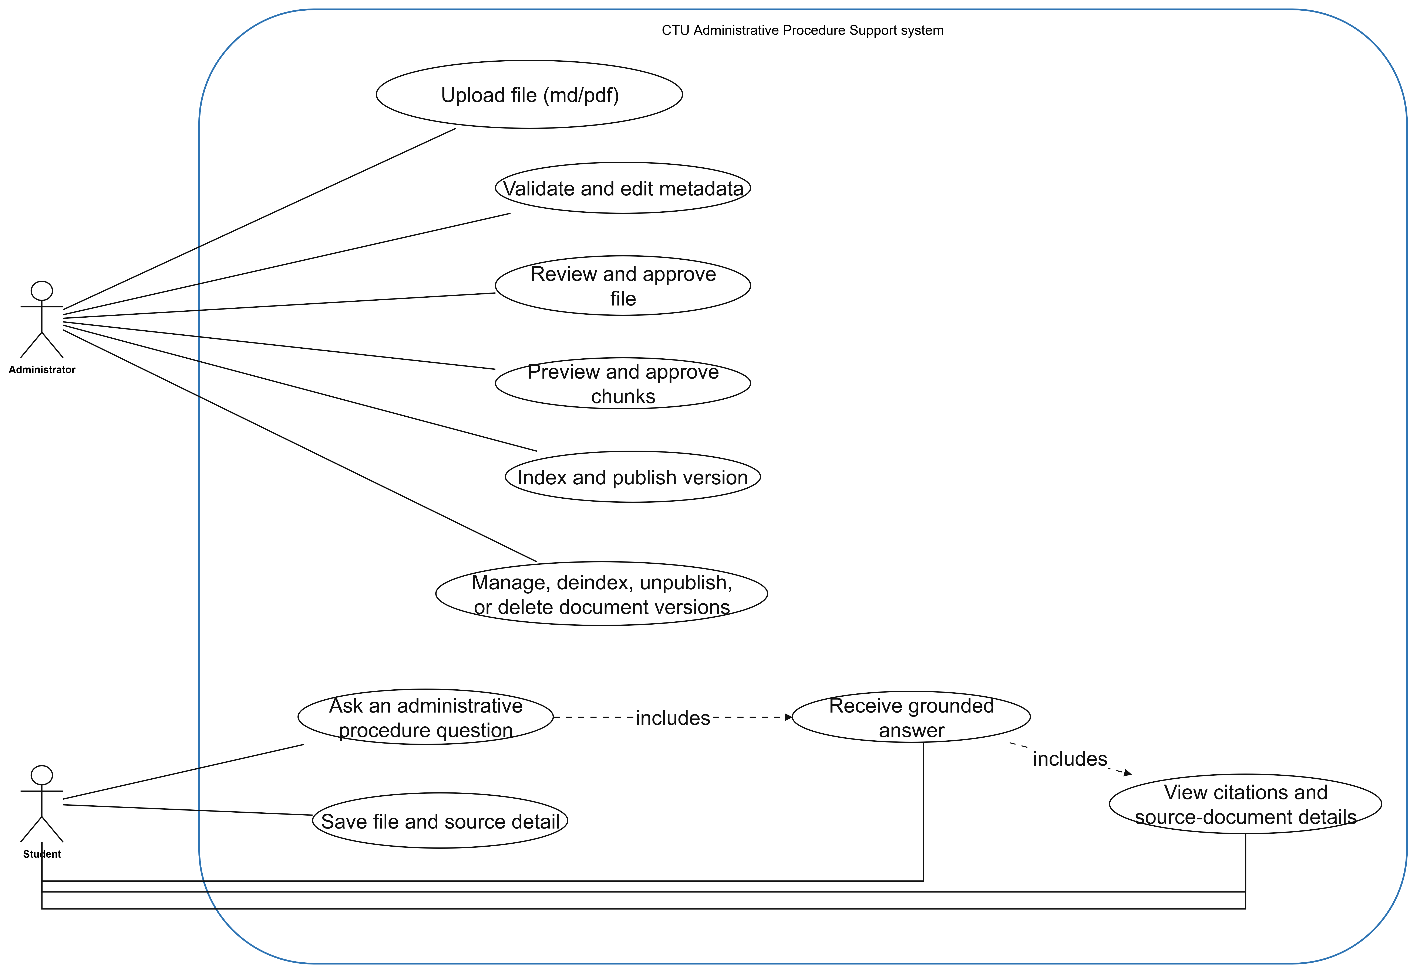 CTU Administrative Procedure Support system
Upload file (md/pdf)
Validate and edit metadata
Review and approve
file
Administrator
Preview and approve
chunks
Index and publish version
Manage, deindex, unpublish,
or delete document versions
Ask an administrative
procedure question
includes
Receive grounded
answer
includes
View citations and
source-document details
Save file and source detail
Student